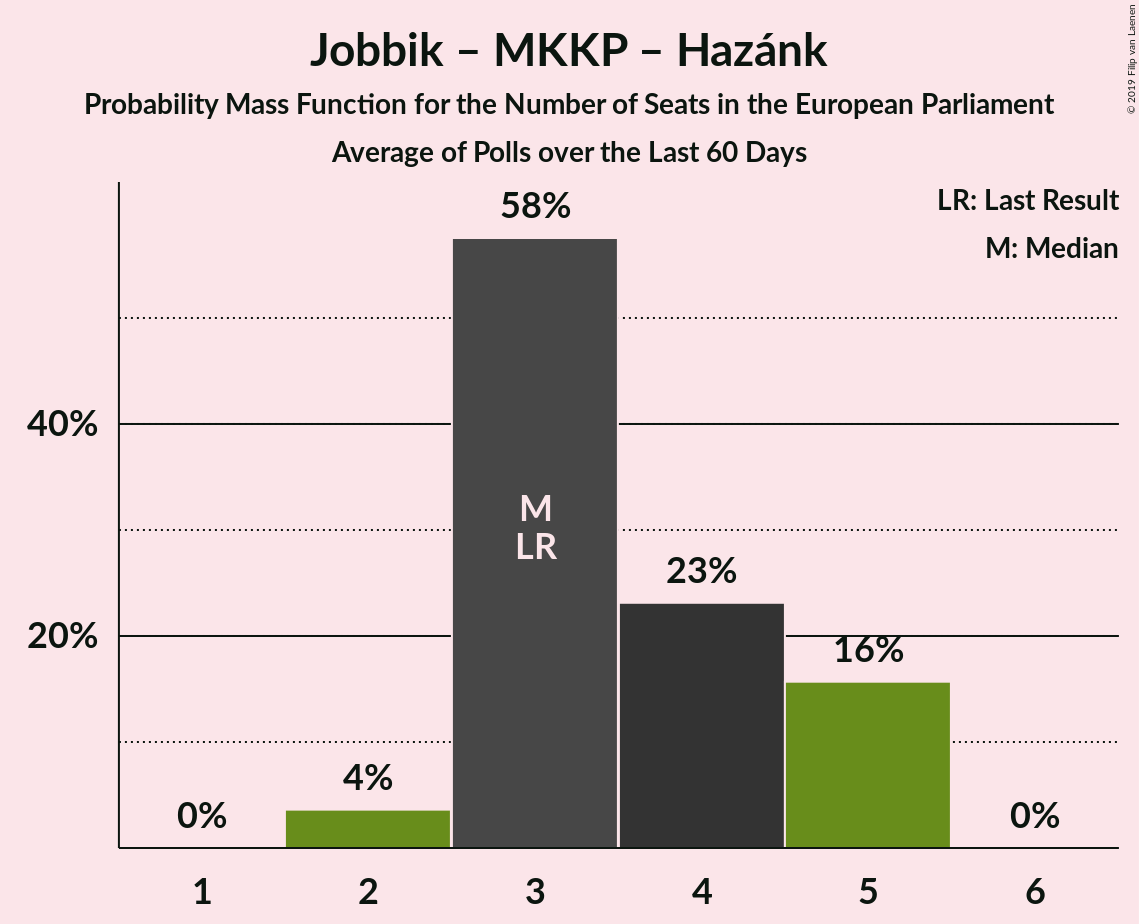 Jobbik – MKKP – Hazánk
Probability Mass Function for the Number of Seats in the European Parliament
Average of Polls over the Last 60 Days
© 2019 Filip van Laenen
LR: Last Result
M: Median
58%
40%
M
LR
23%
20%
16%
4%
0%
0%
1 2 3 4 5 6